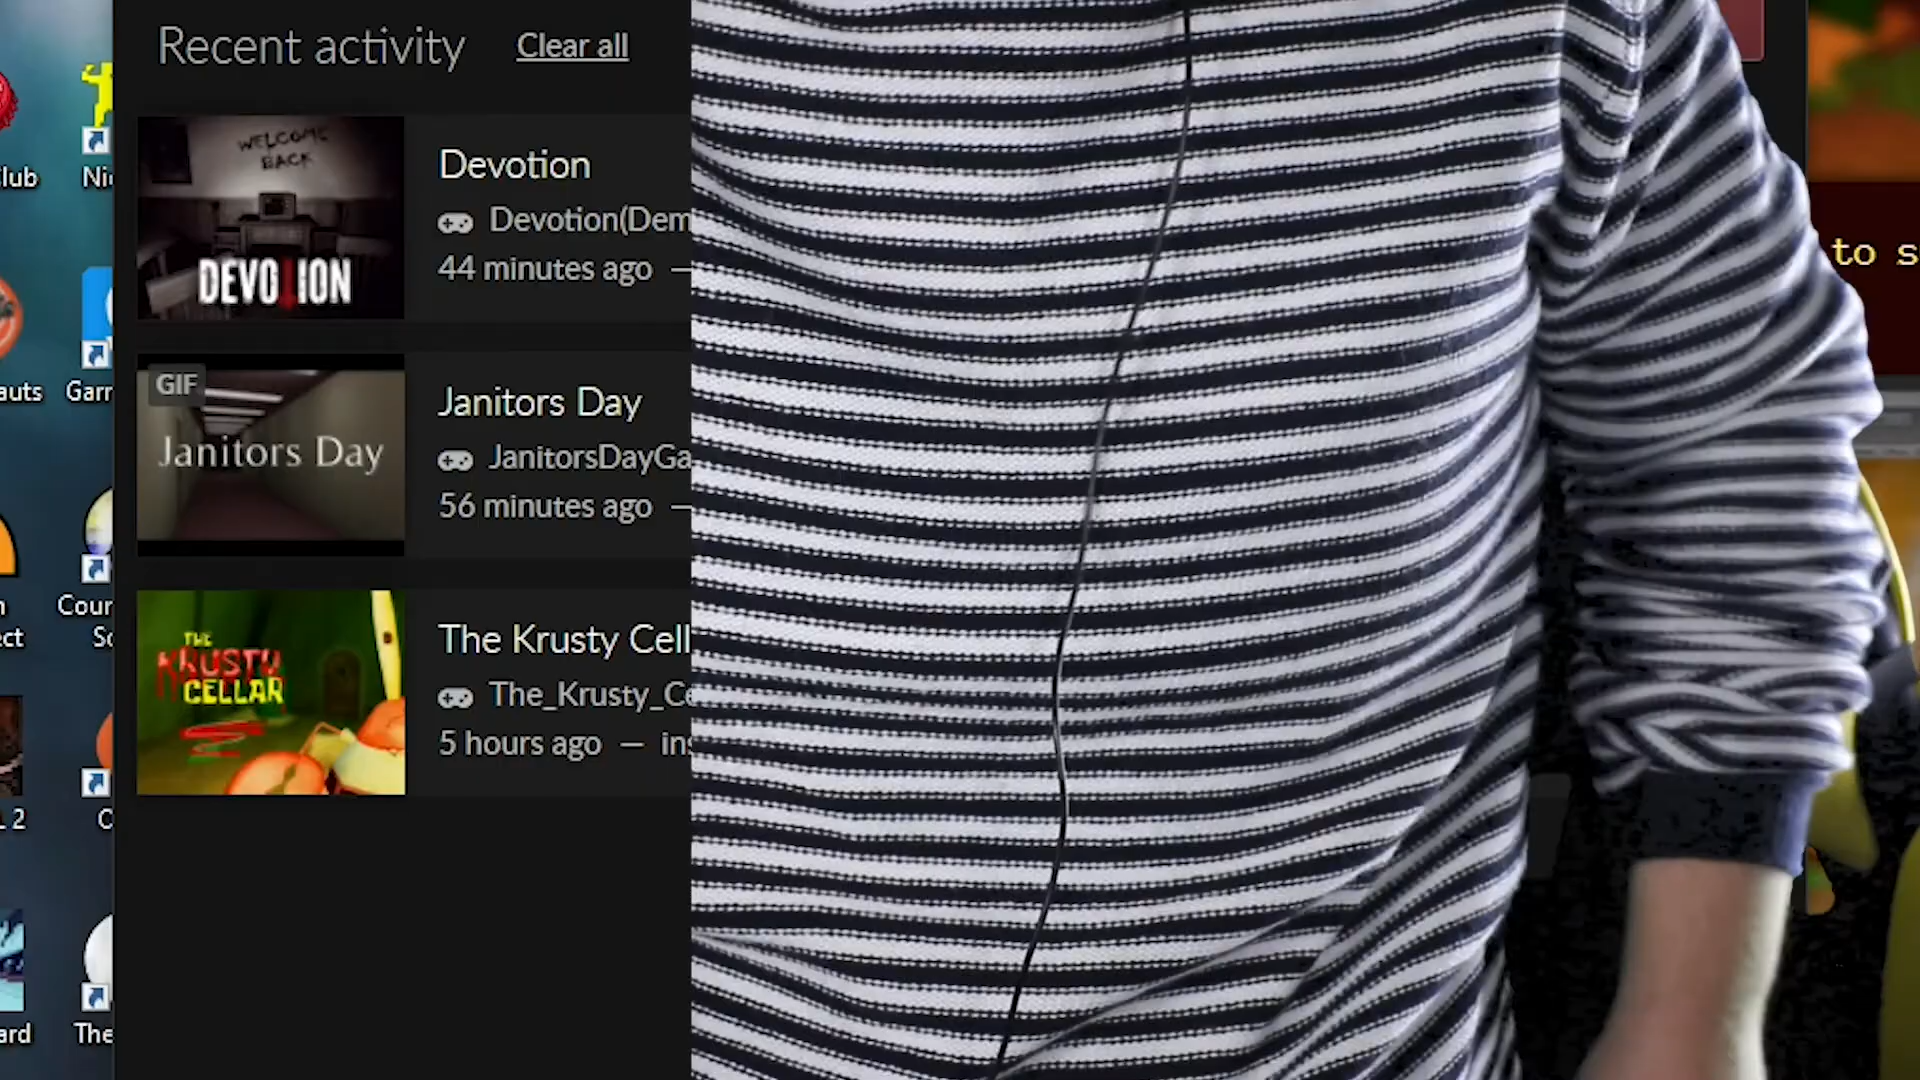 Recent activity
Clear all
WELCOME
BACK
DEVOTION
Devotion
Devotion(Dem
44 minutes ago —
GIF
Janitors Day
Janitors Day
JanitorsDayGa
56 minutes ago —
THE
KRUSTY
CELLAR
The Krusty Cell
The_Krusty_Ce
5 hours ago — ins
lub
Ni
auts
Garr
Cour
ect
Sc
L 2
C
ard
The
to s